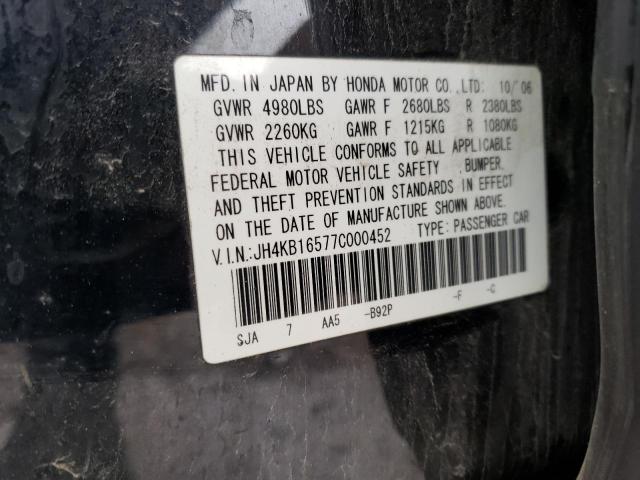 MFD. IN JAPAN BY HONDA MOTOR CO.,LTD: 10/ 06
GVWR 4980LBS GAWR F 2680LBS R 2380LBS
GVWR 2260KG GAWR F 1215KG R 1080KG
THIS VEHICLE CONFORMS TO ALL APPLICABLE
FEDERAL MOTOR VEHICLE SAFETY ,BUMPER,
AND THEFT PREVENTION STANDARDS IN EFFECT
ON THE DATE OF MANUFACTURE SHOWN ABOVE.
V.I.N.:JH4KB16577C000452 TYPE: PASSENGER CAR
SJA 7 AA5 -B92P -F -C